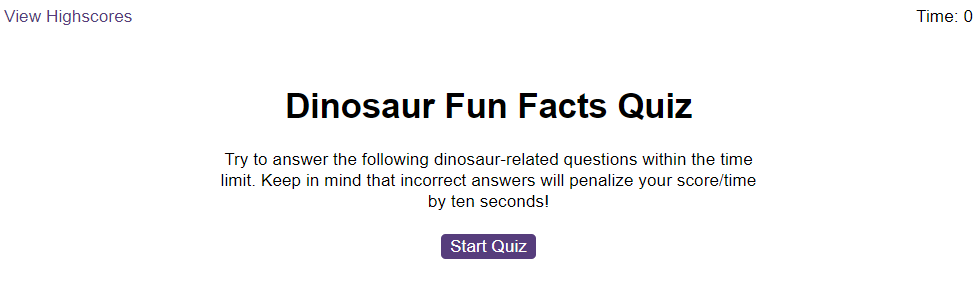 View Highscores
Time: 0
Dinosaur Fun Facts Quiz
Try to answer the following dinosaur-related questions within the time
limit. Keep in mind that incorrect answers will penalize your score/time
by ten seconds!
Start Quiz